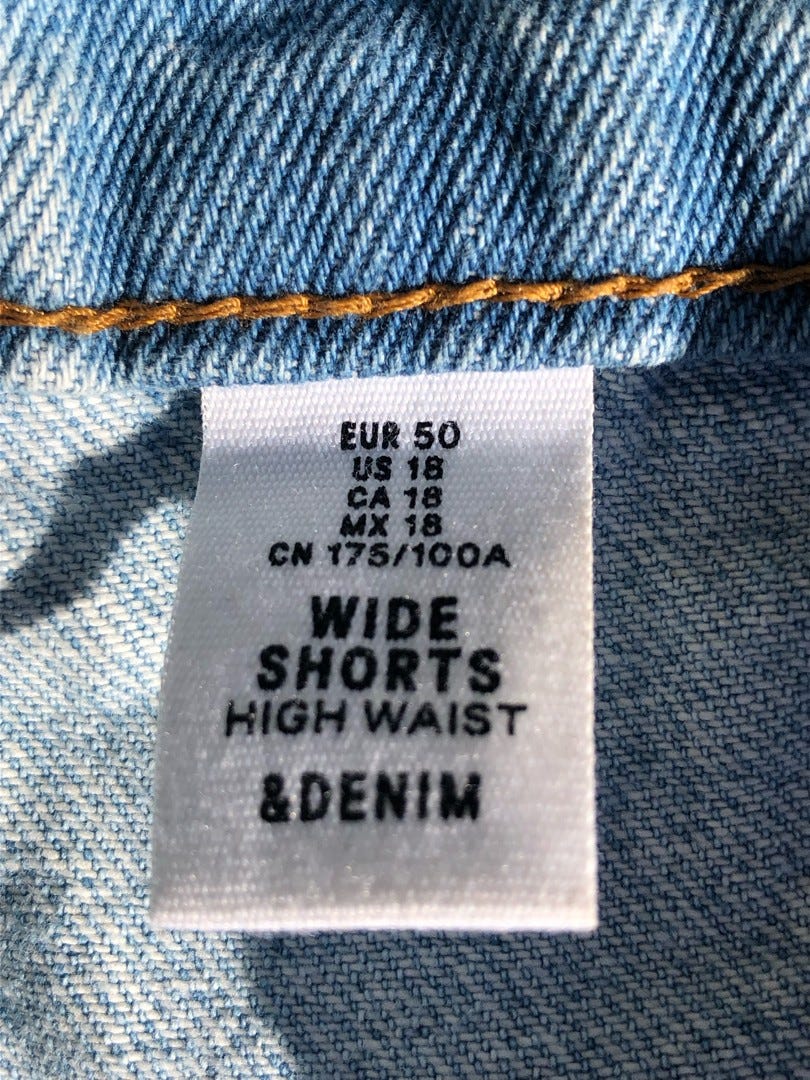 EUR 50
US 18
CA 18
MX 18
CN 175/100A
WIDE
SHORTS
HIGH WAIST
&DENIM